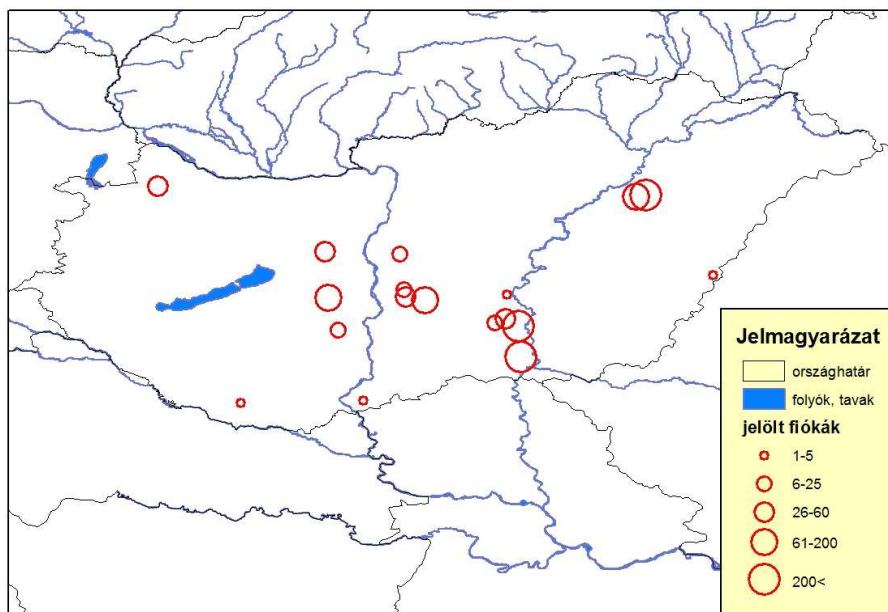 Jelmagyarázat
országhatár
folyók, tavak
jelölt fiókák
1-5
6-25
26-60
61-200
200<